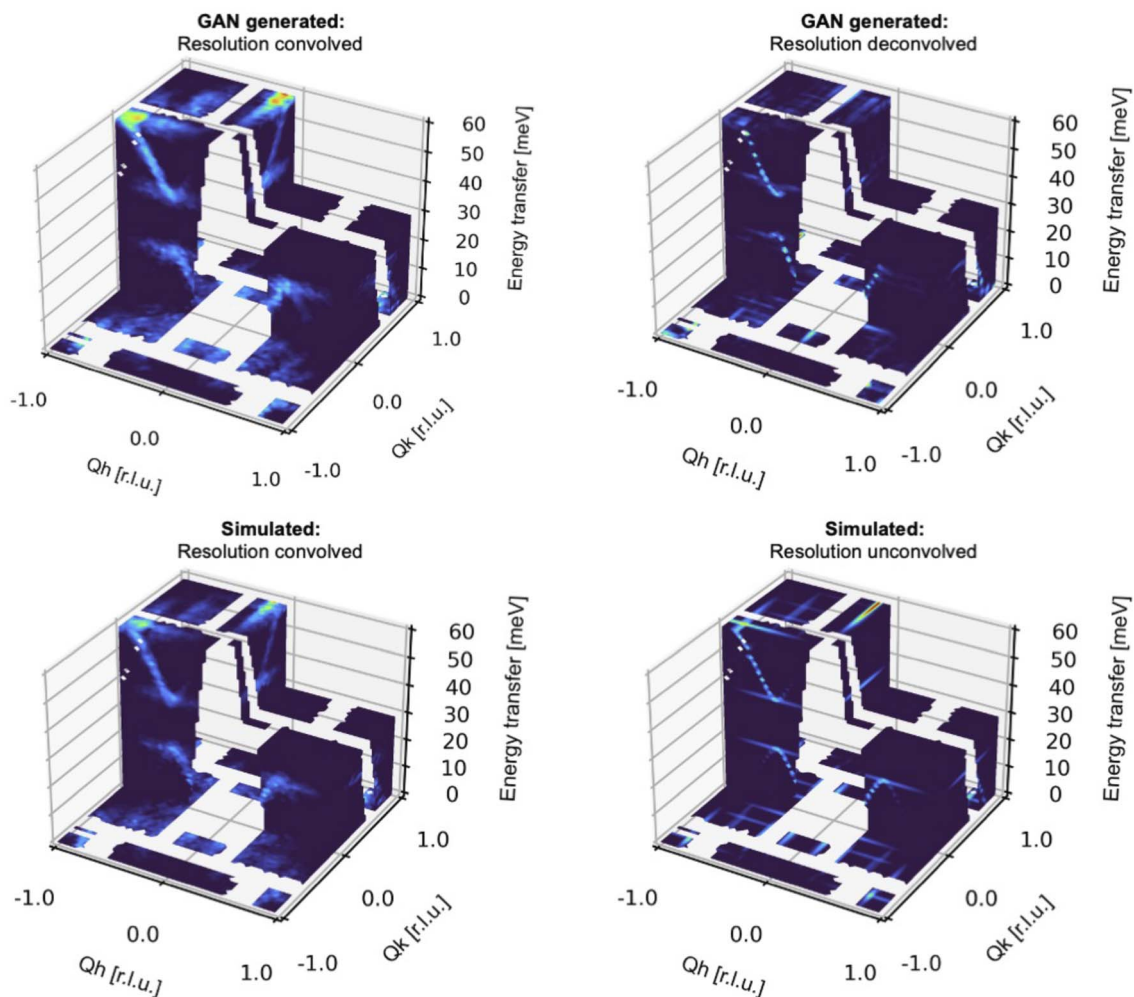 GAN generated:
Resolution convolved
60
50
40
30
20
10
0
Energy transfer [meV]
1.0
0.0
-1.0
Qk [r.l.u.]
-1.0
0.0
1.0
Qh [r.l.u.]
GAN generated:
Resolution deconvolved
60
50
40
30
20
10
0
Energy transfer [meV]
1.0
0.0
-1.0
Qk [r.l.u.]
-1.0
0.0
1.0
Qh [r.l.u.]
Simulated:
Resolution convolved
60
50
40
30
20
10
0
Energy transfer [meV]
1.0
0.0
-1.0
Qk [r.l.u.]
-1.0
0.0
1.0
Qh [r.l.u.]
Simulated:
Resolution unconvolved
60
50
40
30
20
10
0
Energy transfer [meV]
1.0
0.0
-1.0
Qk [r.l.u.]
-1.0
0.0
1.0
Qh [r.l.u.]